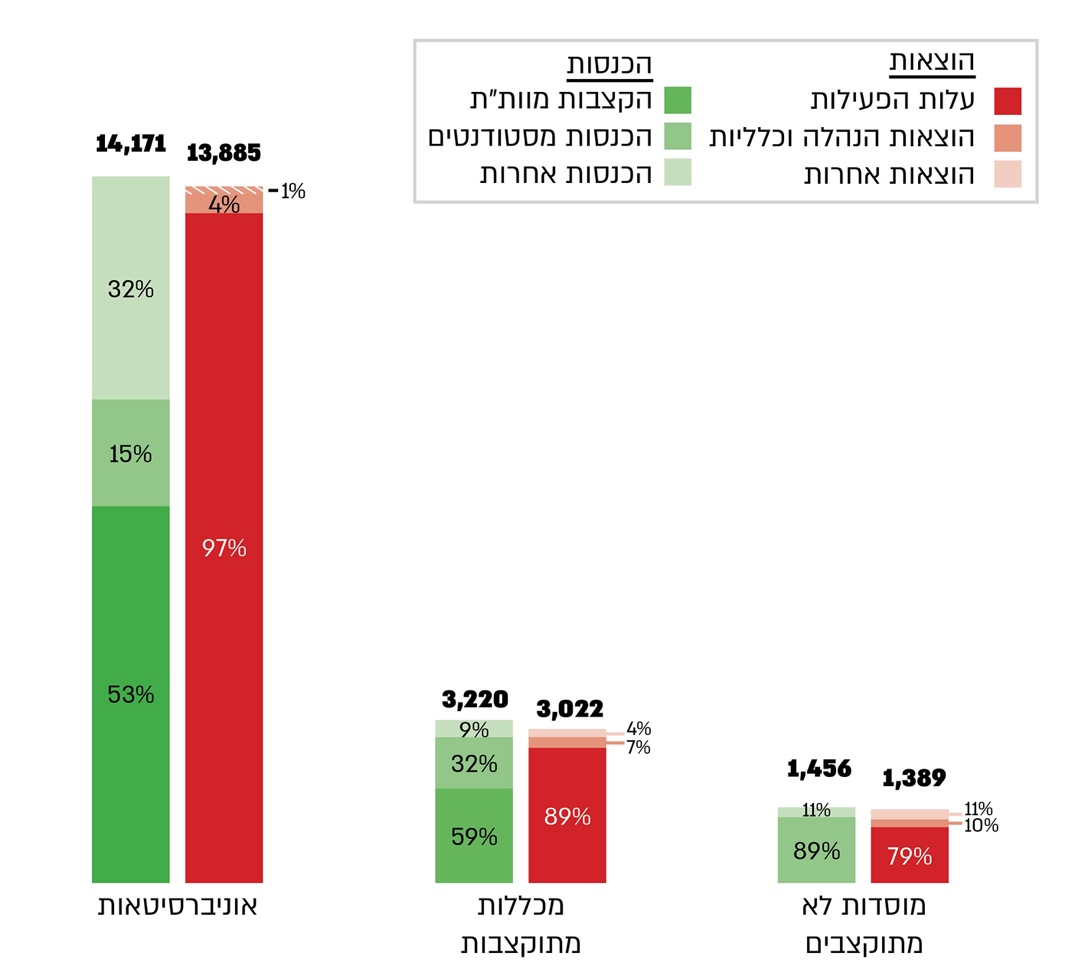 הוצאות
עלות הפעילות
הוצאות הנהלה וכלליות
הוצאות אחרות
הכנסות
הקצבות מוות"ת
הכנסות מסטודנטים
הכנסות אחרות
14,171
13,885
1%
4%
32%
15%
97%
53%
אוניברסיטאות
3,220
3,022
9%
4%
7%
32%
89%
59%
מכללות
מתוקצבות
1,456
1,389
11%
11%
10%
89%
79%
מוסדות לא
מתוקצבים